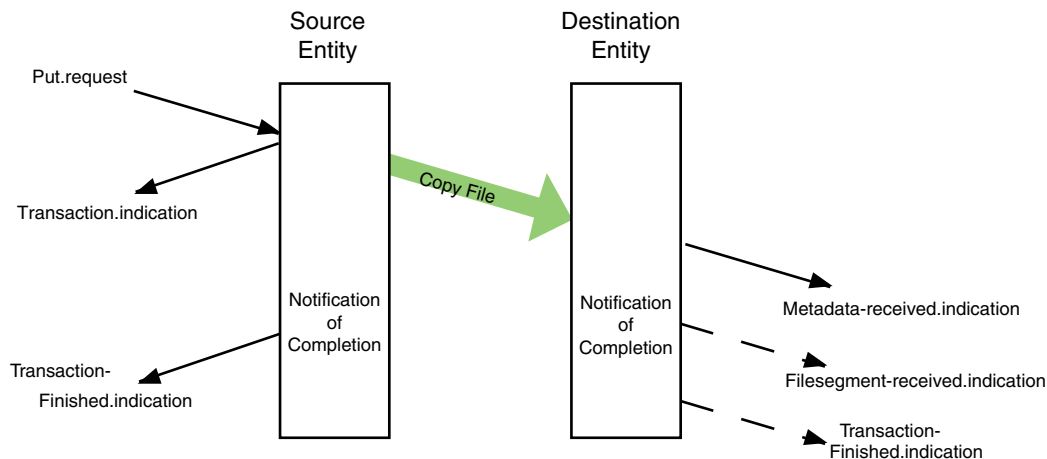 Source
Entity
Destination
Entity
Put.request
Copy File
Transaction.indication
Notification
of
Completion
Notification
of
Completion
Metadata-received.indication
Transaction-
Finished.indication
Filesegment-received.indication
Transaction-
Finished.indication